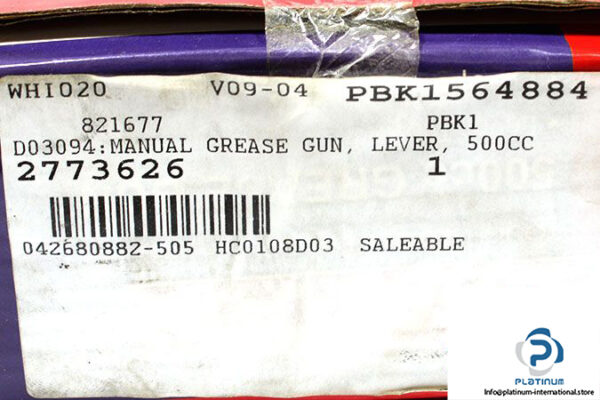 WHI020 V09-04 PBK1564884
821677 PBK1
D03094:MANUAL GREASE GUN, LEVER, 500CC
2773626 1
042680882-505 HC0108D03 SALEABLE
PLATINUM
Info@platinum-international.store